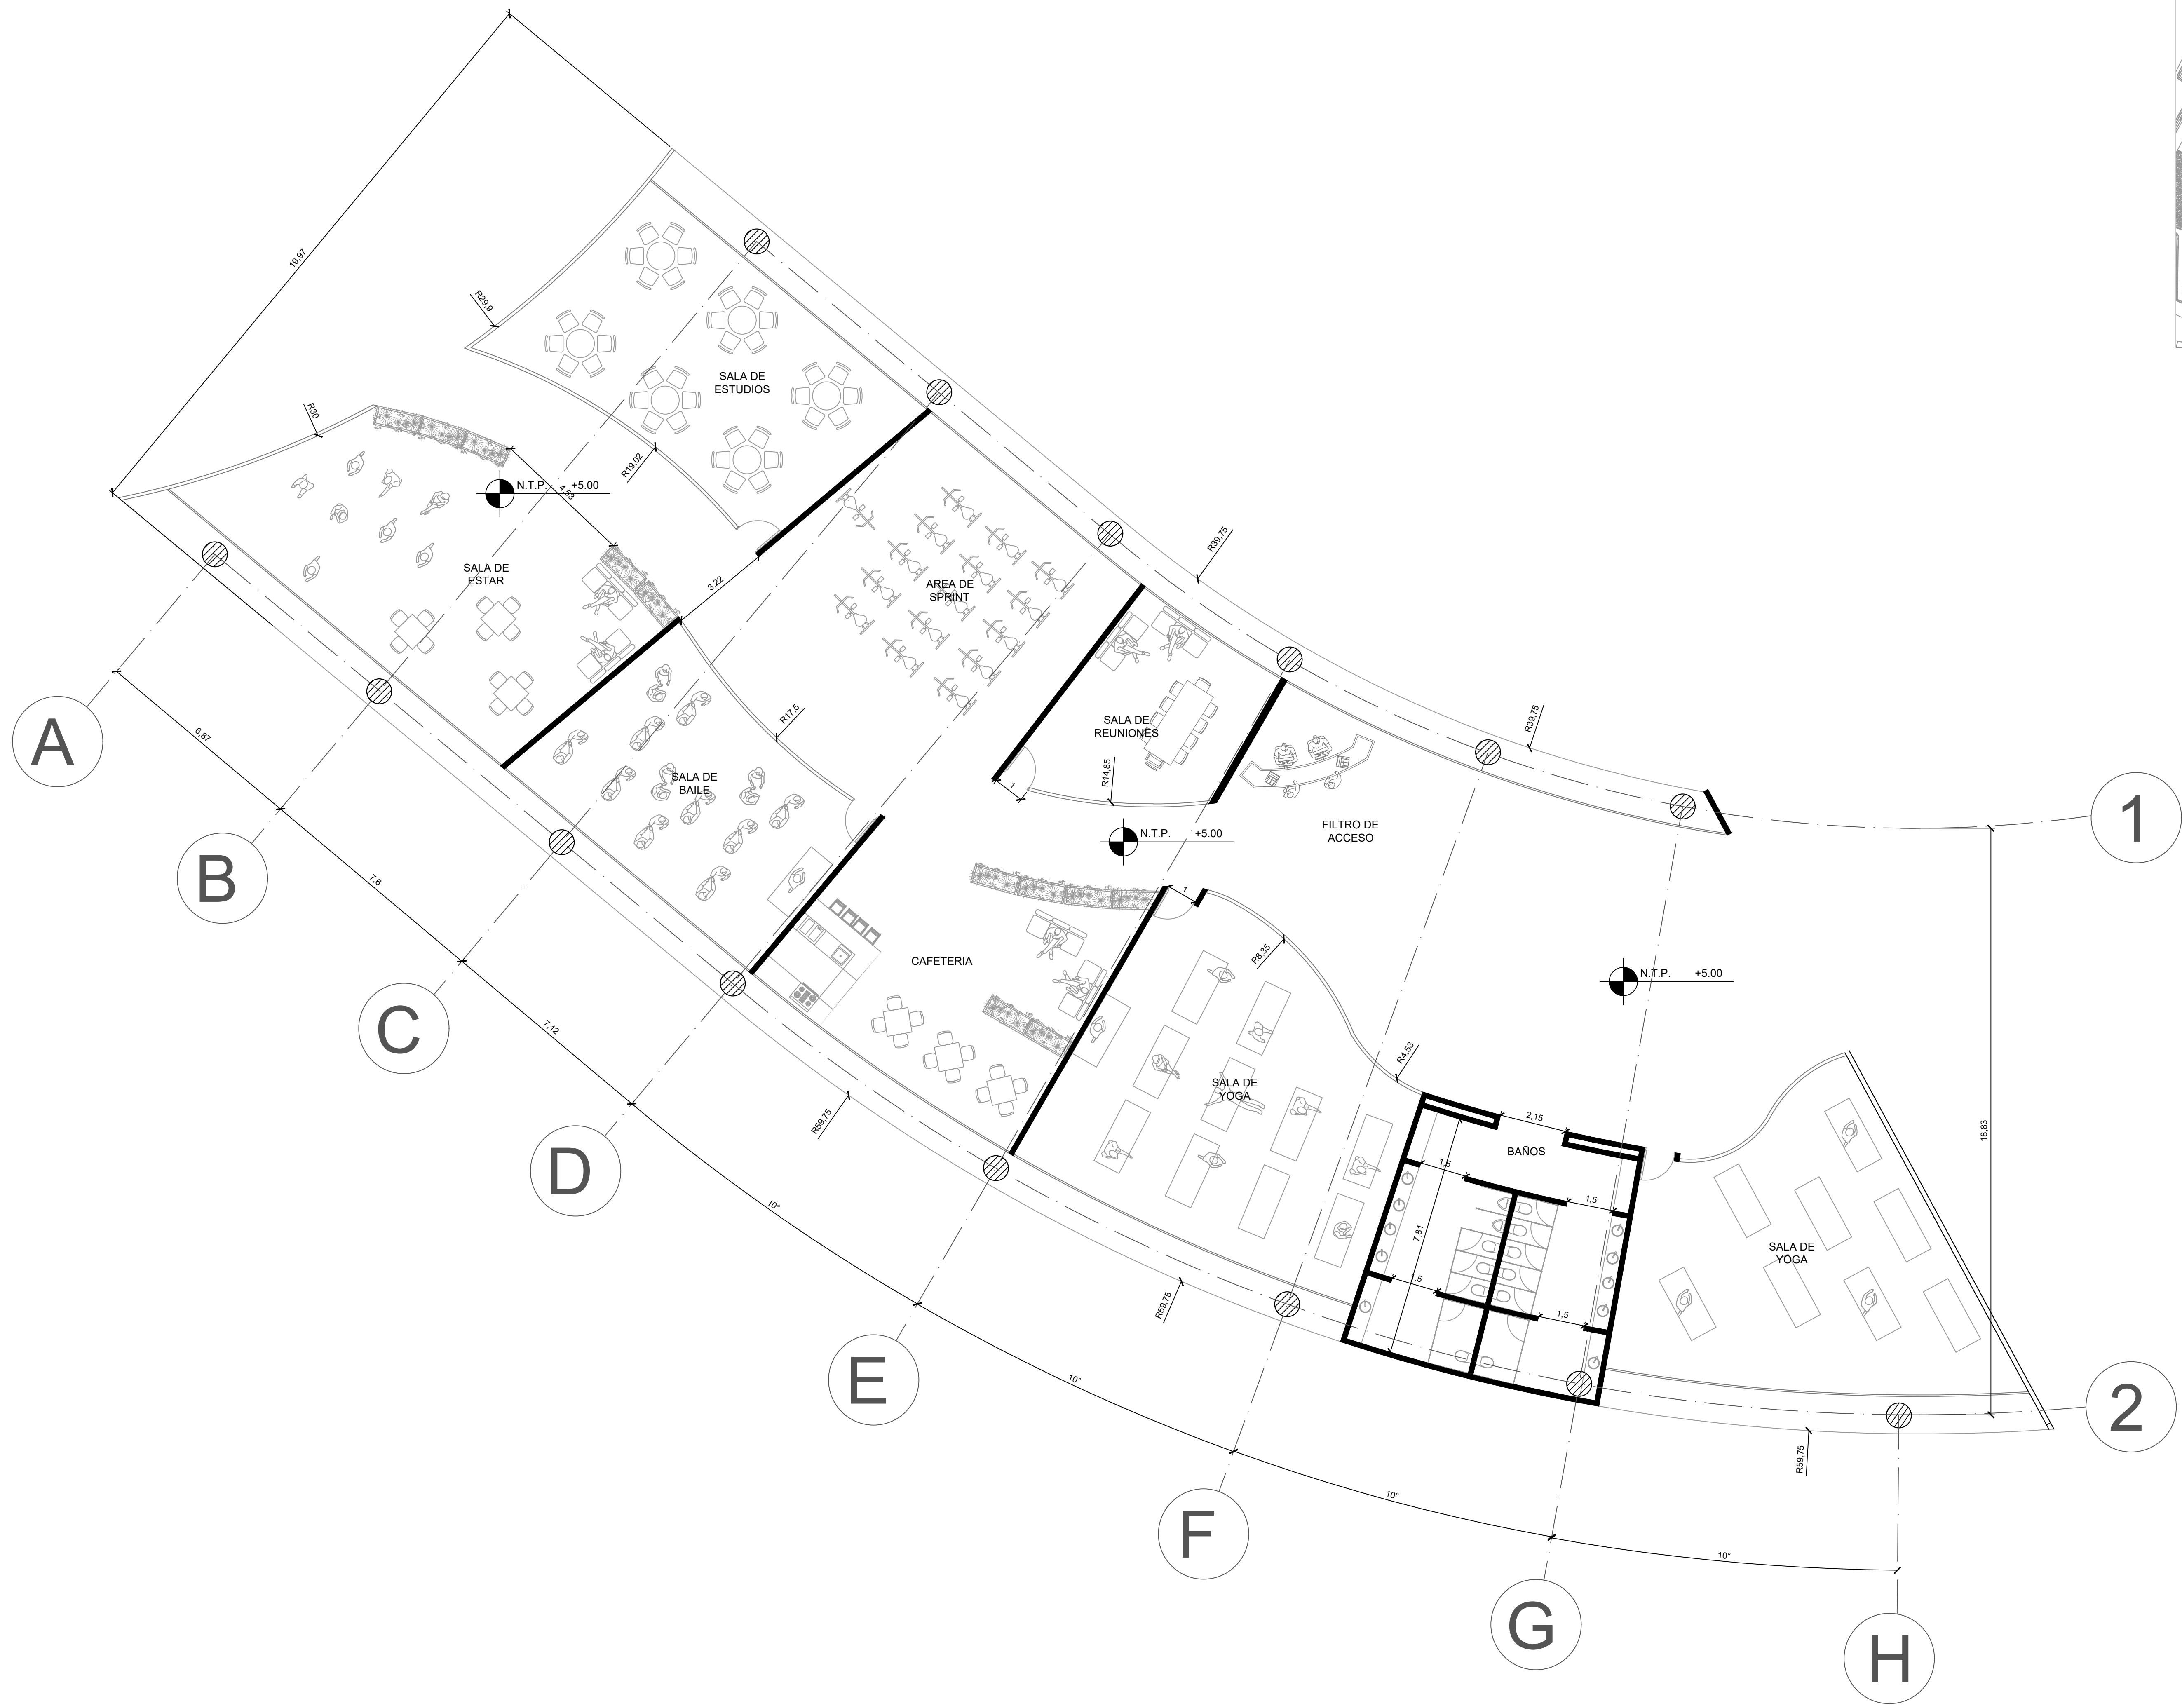 19.97
R29,9
R30
SALA DE
ESTUDIOS
R19.02
N.T.P. +5.00
4,53
SALA DE
ESTAR
3,22
AREA DE
SPRINT
R39,75
R39,75
A
6,87
R17,5
SALA DE
REUNIONES
R14,85
1
SALA DE
BAILE
N.T.P. +5.00
FILTRO DE
ACCESO
1
B
7,6
1
CAFETERIA
R8,35
N.T.P. +5.00
C
7,12
R4,53
SALA DE
YOGA
R59,75
2,15
BAÑOS
18,83
D
1,5
1,5
7,81
SALA DE
YOGA
10°
1,5
1,5
R59,75
E
10°
2
R59,75
F
10°
10°
G
H